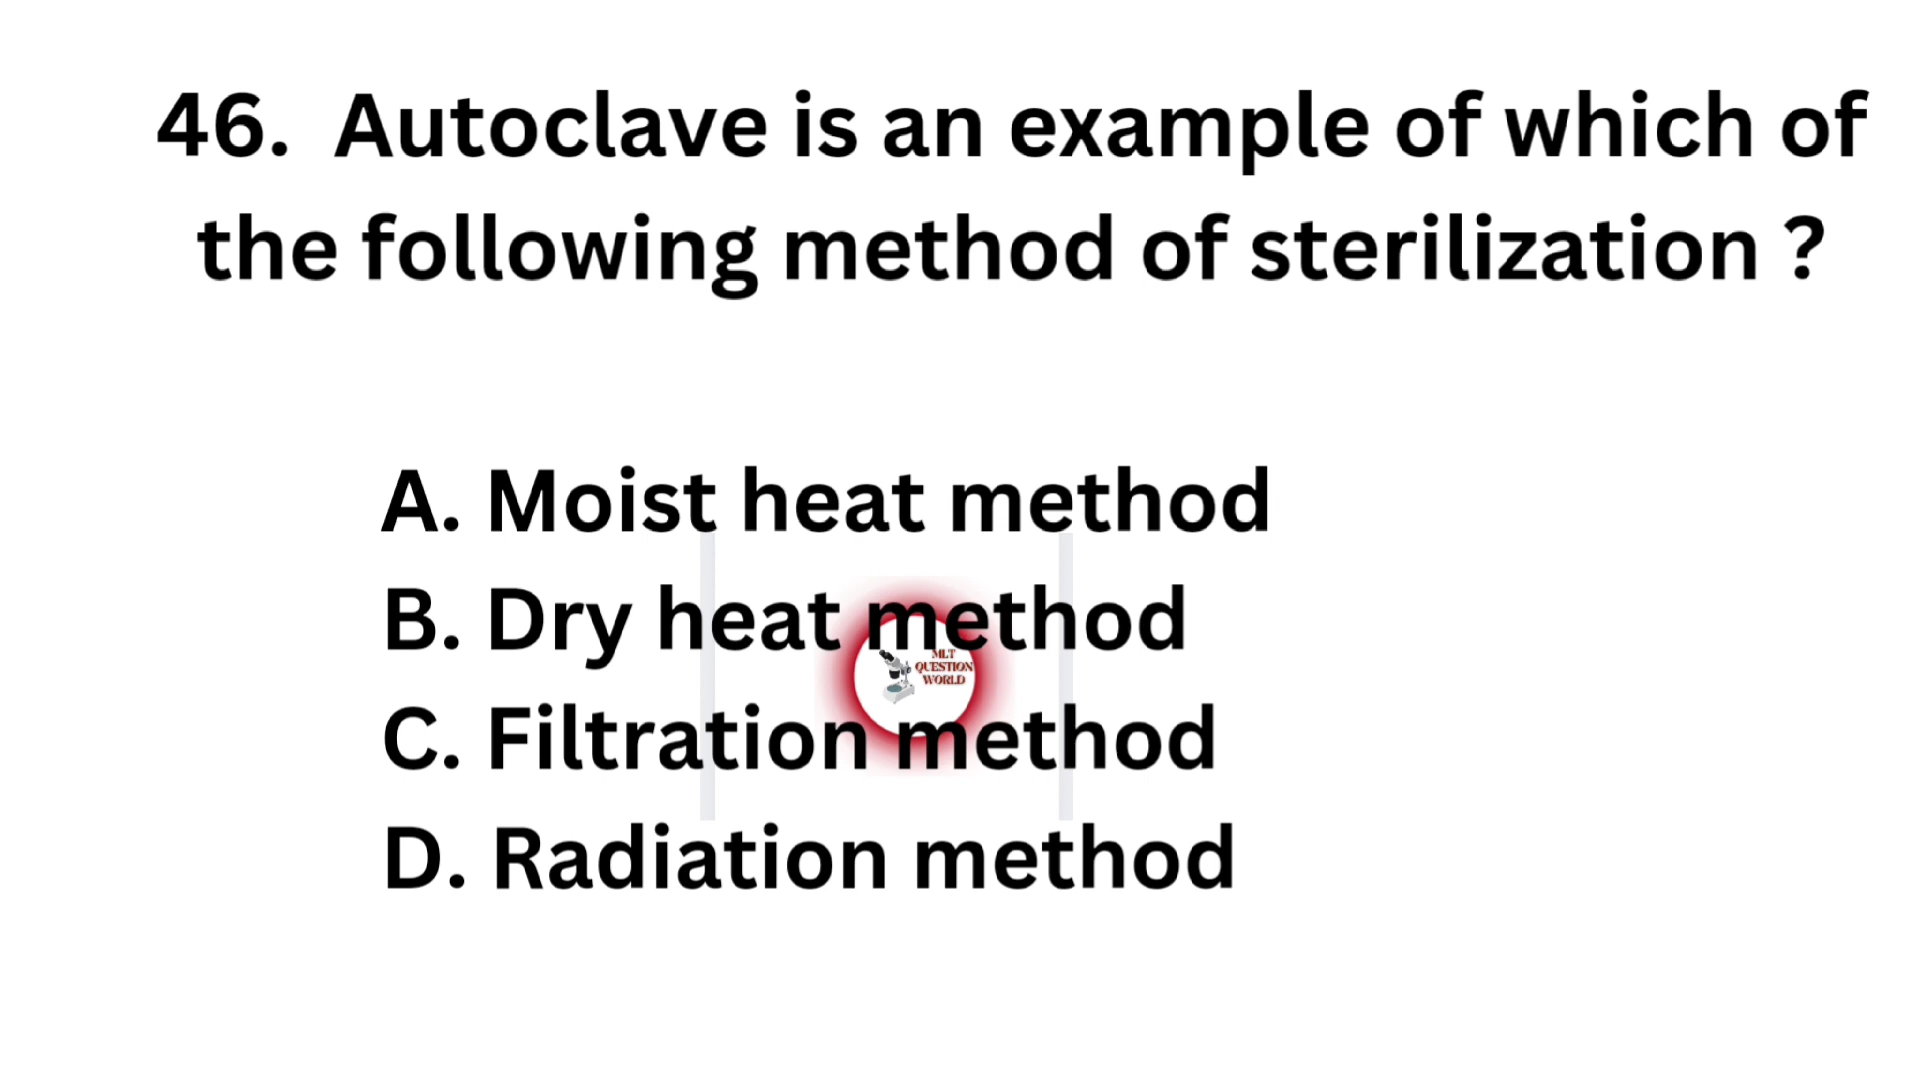 46. Autoclave is an example of which of
the following method of sterilization ?
A. Moist heat method
B. Dry heat method
MLT
QUESTION
WORLD
C. Filtration method
D. Radiation method